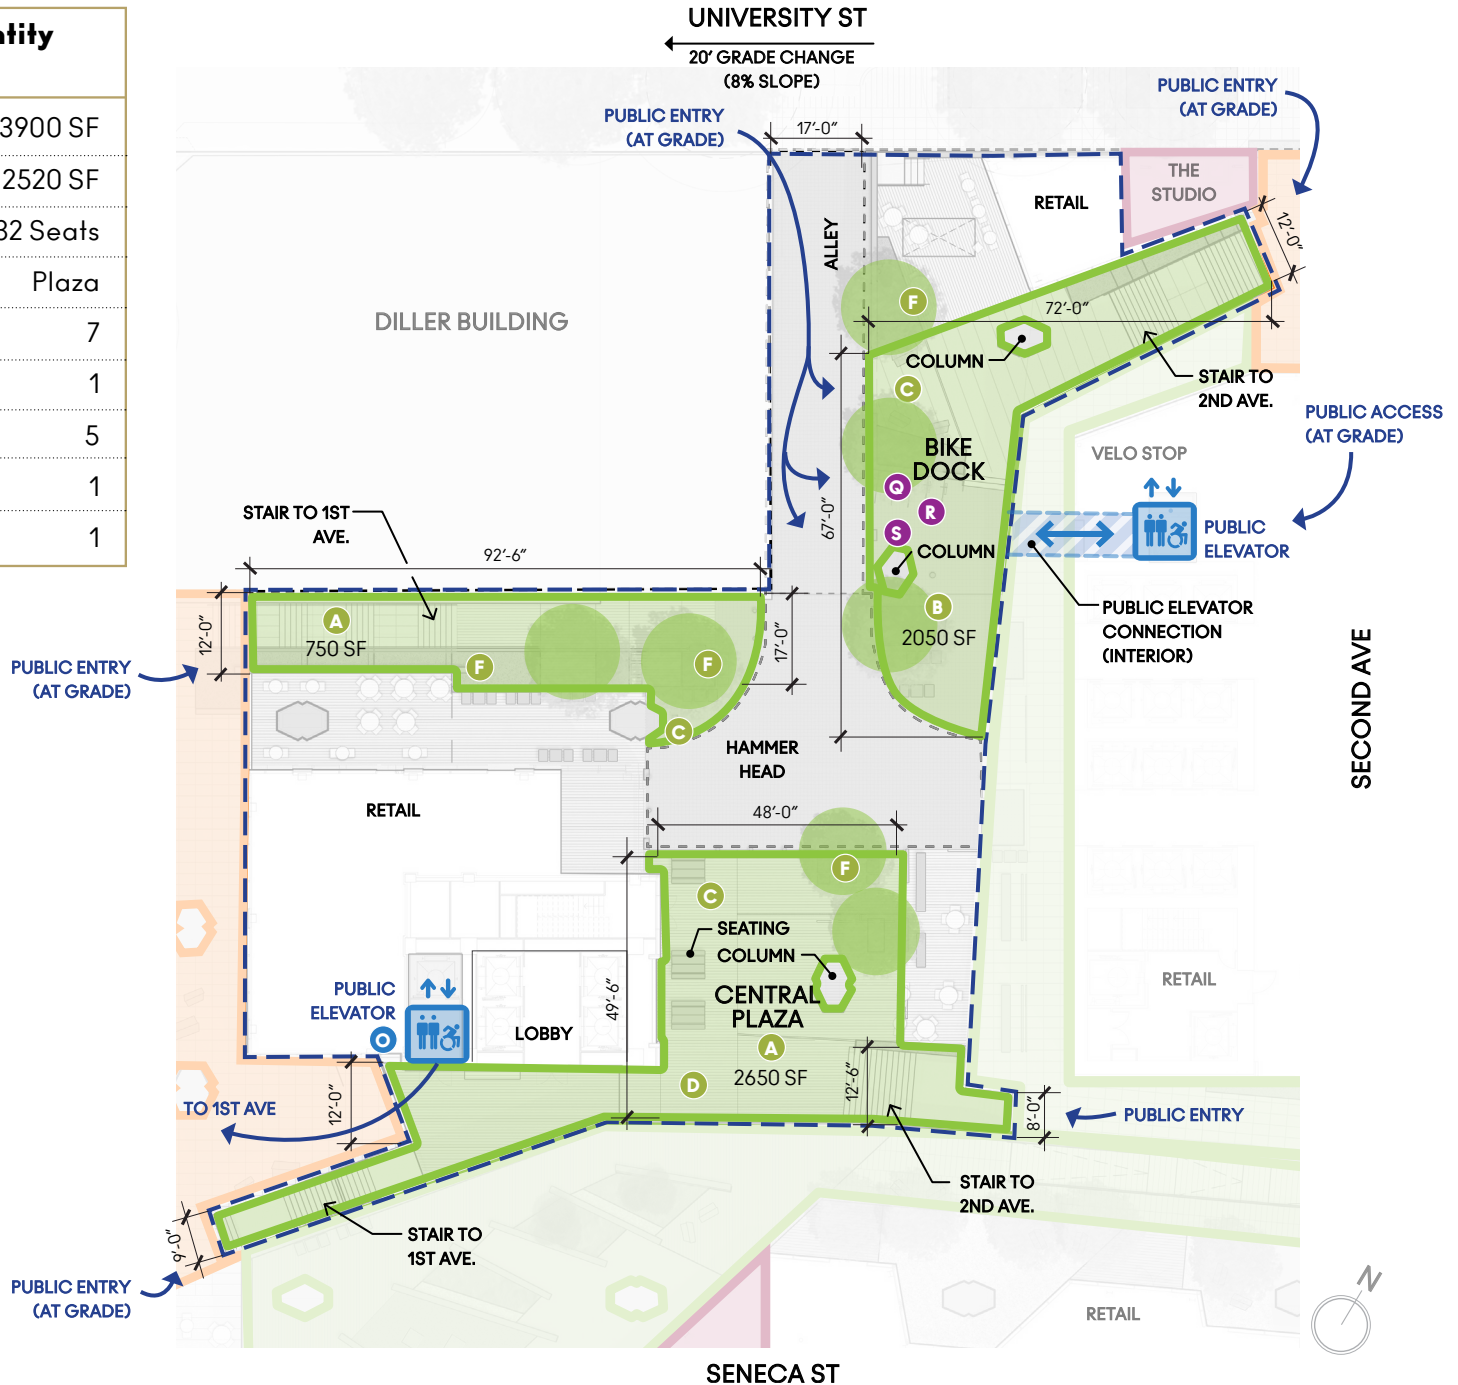 UNIVERSITY ST
20' GRADE CHANGE
(8% SLOPE)
3900 SF
2520 SF
Seats
Plaza
7
1
5
1
1
PUBLIC ENTRY
(AT GRADE)
17'-0"
PUBLIC ENTRY
(AT GRADE)
THE
STUDIO
RETAIL
12'-0"
ALLEY
F
72'-0"
COLUMN
C
STAIR TO
2ND AVE.
DILLER BUILDING
PUBLIC ACCESS
(AT GRADE)
BIKE
DOCK
VELO STOP
Q
R
S
67'-0"
COLUMN
PUBLIC
ELEVATOR
STAIR TO 1ST
AVE.
92'-6"
12'-0"
A
750 SF
F
F
17'-0"
B
2050 SF
PUBLIC ELEVATOR
CONNECTION
(INTERIOR)
PUBLIC ENTRY
(AT GRADE)
C
HAMMER
HEAD
SECOND AVE
RETAIL
48'-0"
F
C
SEATING
COLUMN
CENTRAL
PLAZA
A
2650 SF
D
49'-6"
12'-6"
RETAIL
PUBLIC
ELEVATOR
O
LOBBY
12'-0"
TO 1ST AVE
8'-0"
PUBLIC ENTRY
STAIR TO
2ND AVE.
STAIR TO
1ST AVE.
9'-0"
PUBLIC ENTRY
(AT GRADE)
RETAIL
N
SENECA ST